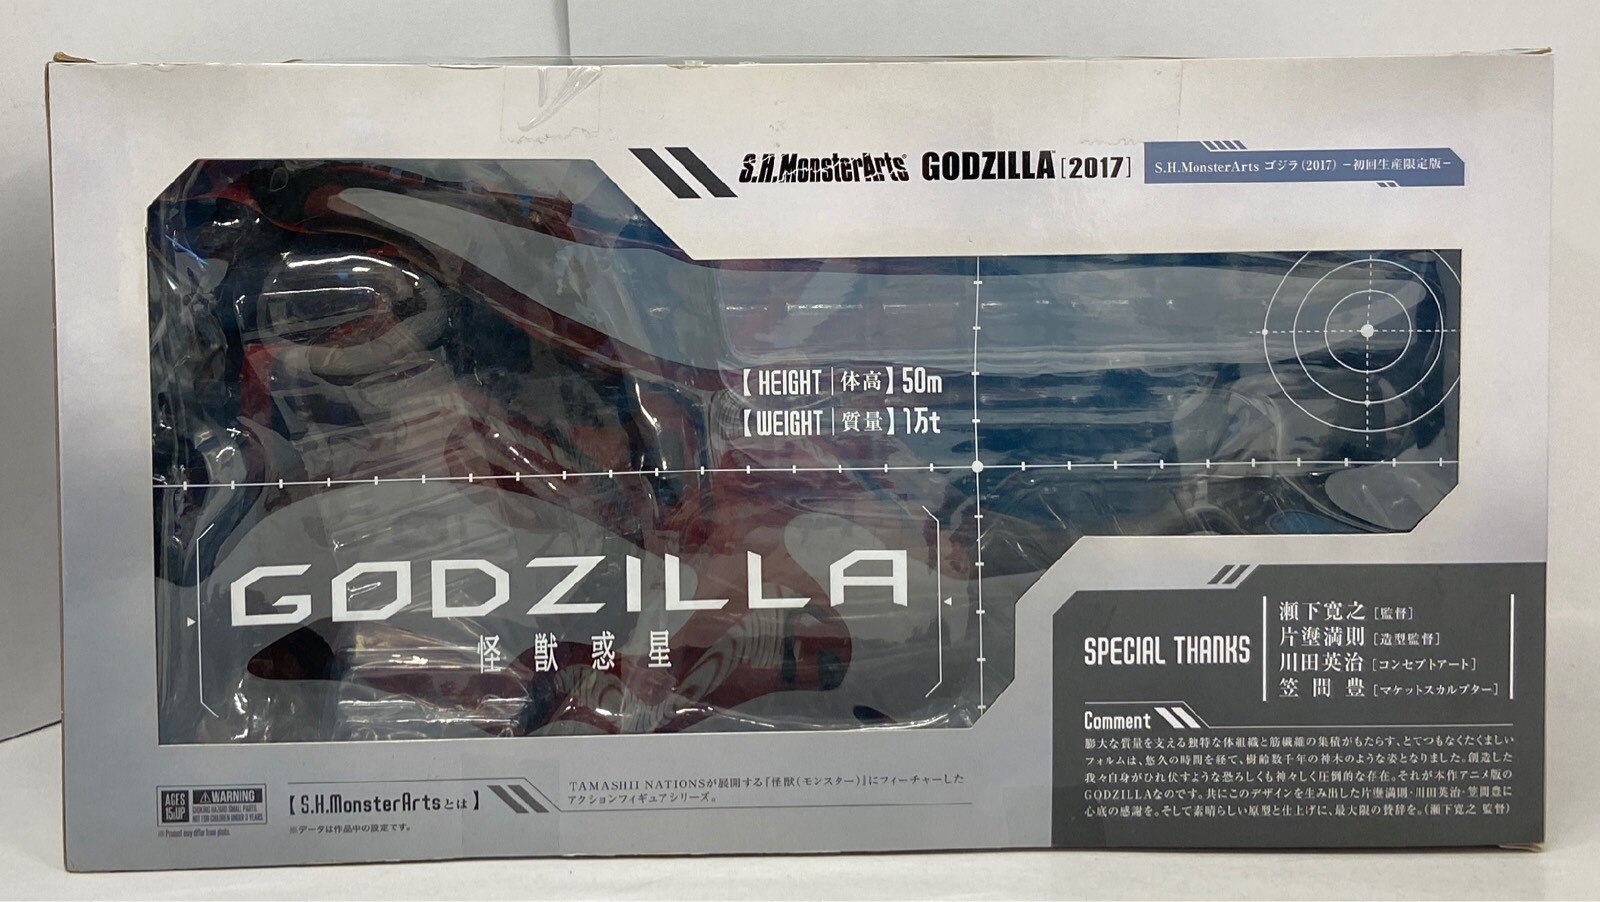 S.H.MonsterArts GODZILLA™[2017]
S.H.MonsterArts ゴジラ(2017) －初回生産限定版－
【 HEIGHT｜体高】50m
【 WEIGHT｜質量】1万t
GODZILLA
怪獣惑星
SPECIAL THANKS
瀬下寛之［監督］
片塰満則［造型監督］
川田英治［コンセプトアート］
笠間 豊［マケットスカルプター］
Comment
膨大な質量を支える独特な体組織と筋繊維の集積がもたらす、とてつもなくたくましい
フォルムは、悠久の時間を経て、樹齢数千年の神木のような姿となりました。創造した
我々自身がひれ伏すような恐ろしくも神々しく圧倒的な存在。それが本作アニメ版の
GODZILLAなのです。共にこのデザインを生み出した片塰満則・川田英治・笠間豊に
心底の感謝を。そして素晴らしい原型と仕上げに、最大限の賛辞を。(瀬下寛之 監督)
AGES
15&UP
WARNING
CHOKING HAZARD-Small parts.
Not for children under 3 years.
※Product may differ from photo.
【 S.H.MonsterArtsとは 】
※データは作品中の設定です。
TAMASHII NATIONSが展開する『怪獣(モンスター)』にフィーチャーした
アクションフィギュアシリーズ。